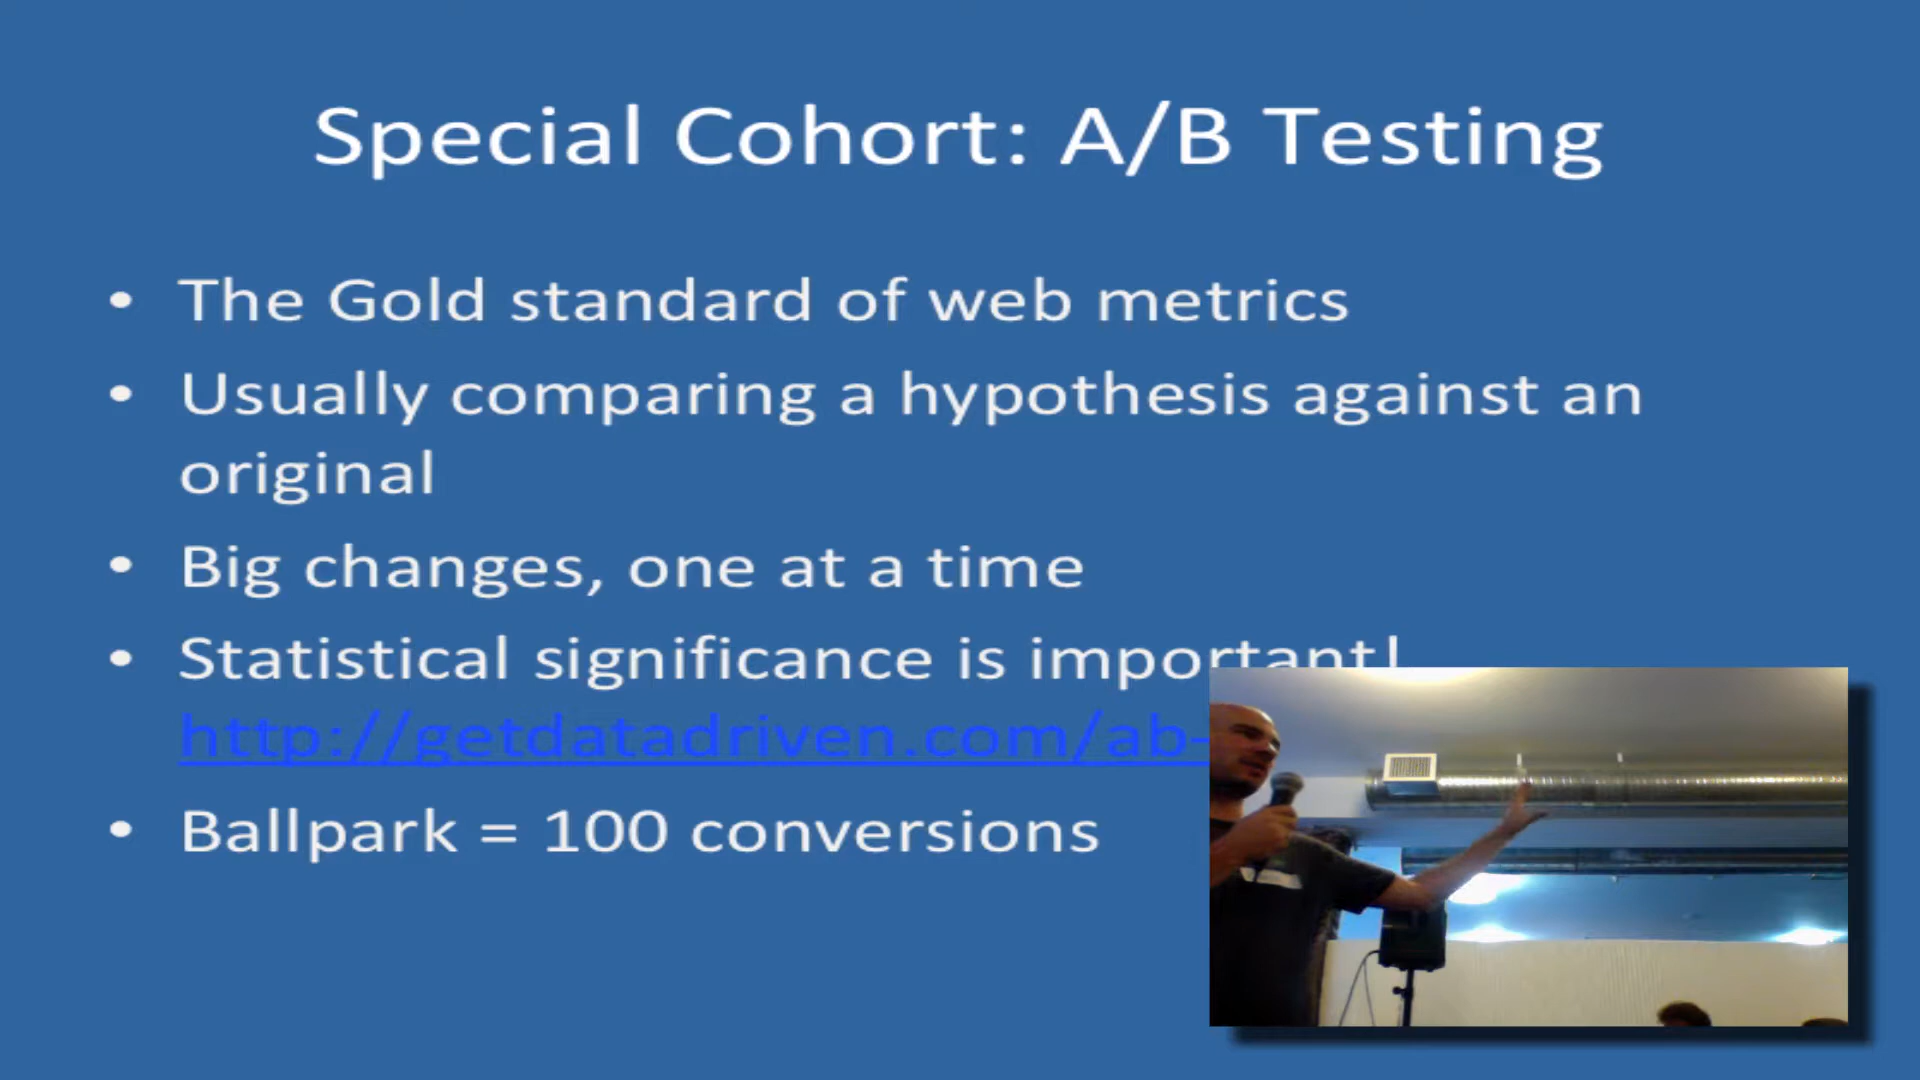 Special Cohort: A/B Testing
• The Gold standard of web metrics
• Usually comparing a hypothesis against an
original
• Big changes, one at a time
• Statistical significance is important!
http://getdatadriven.com/ab-
• Ballpark = 100 conversions